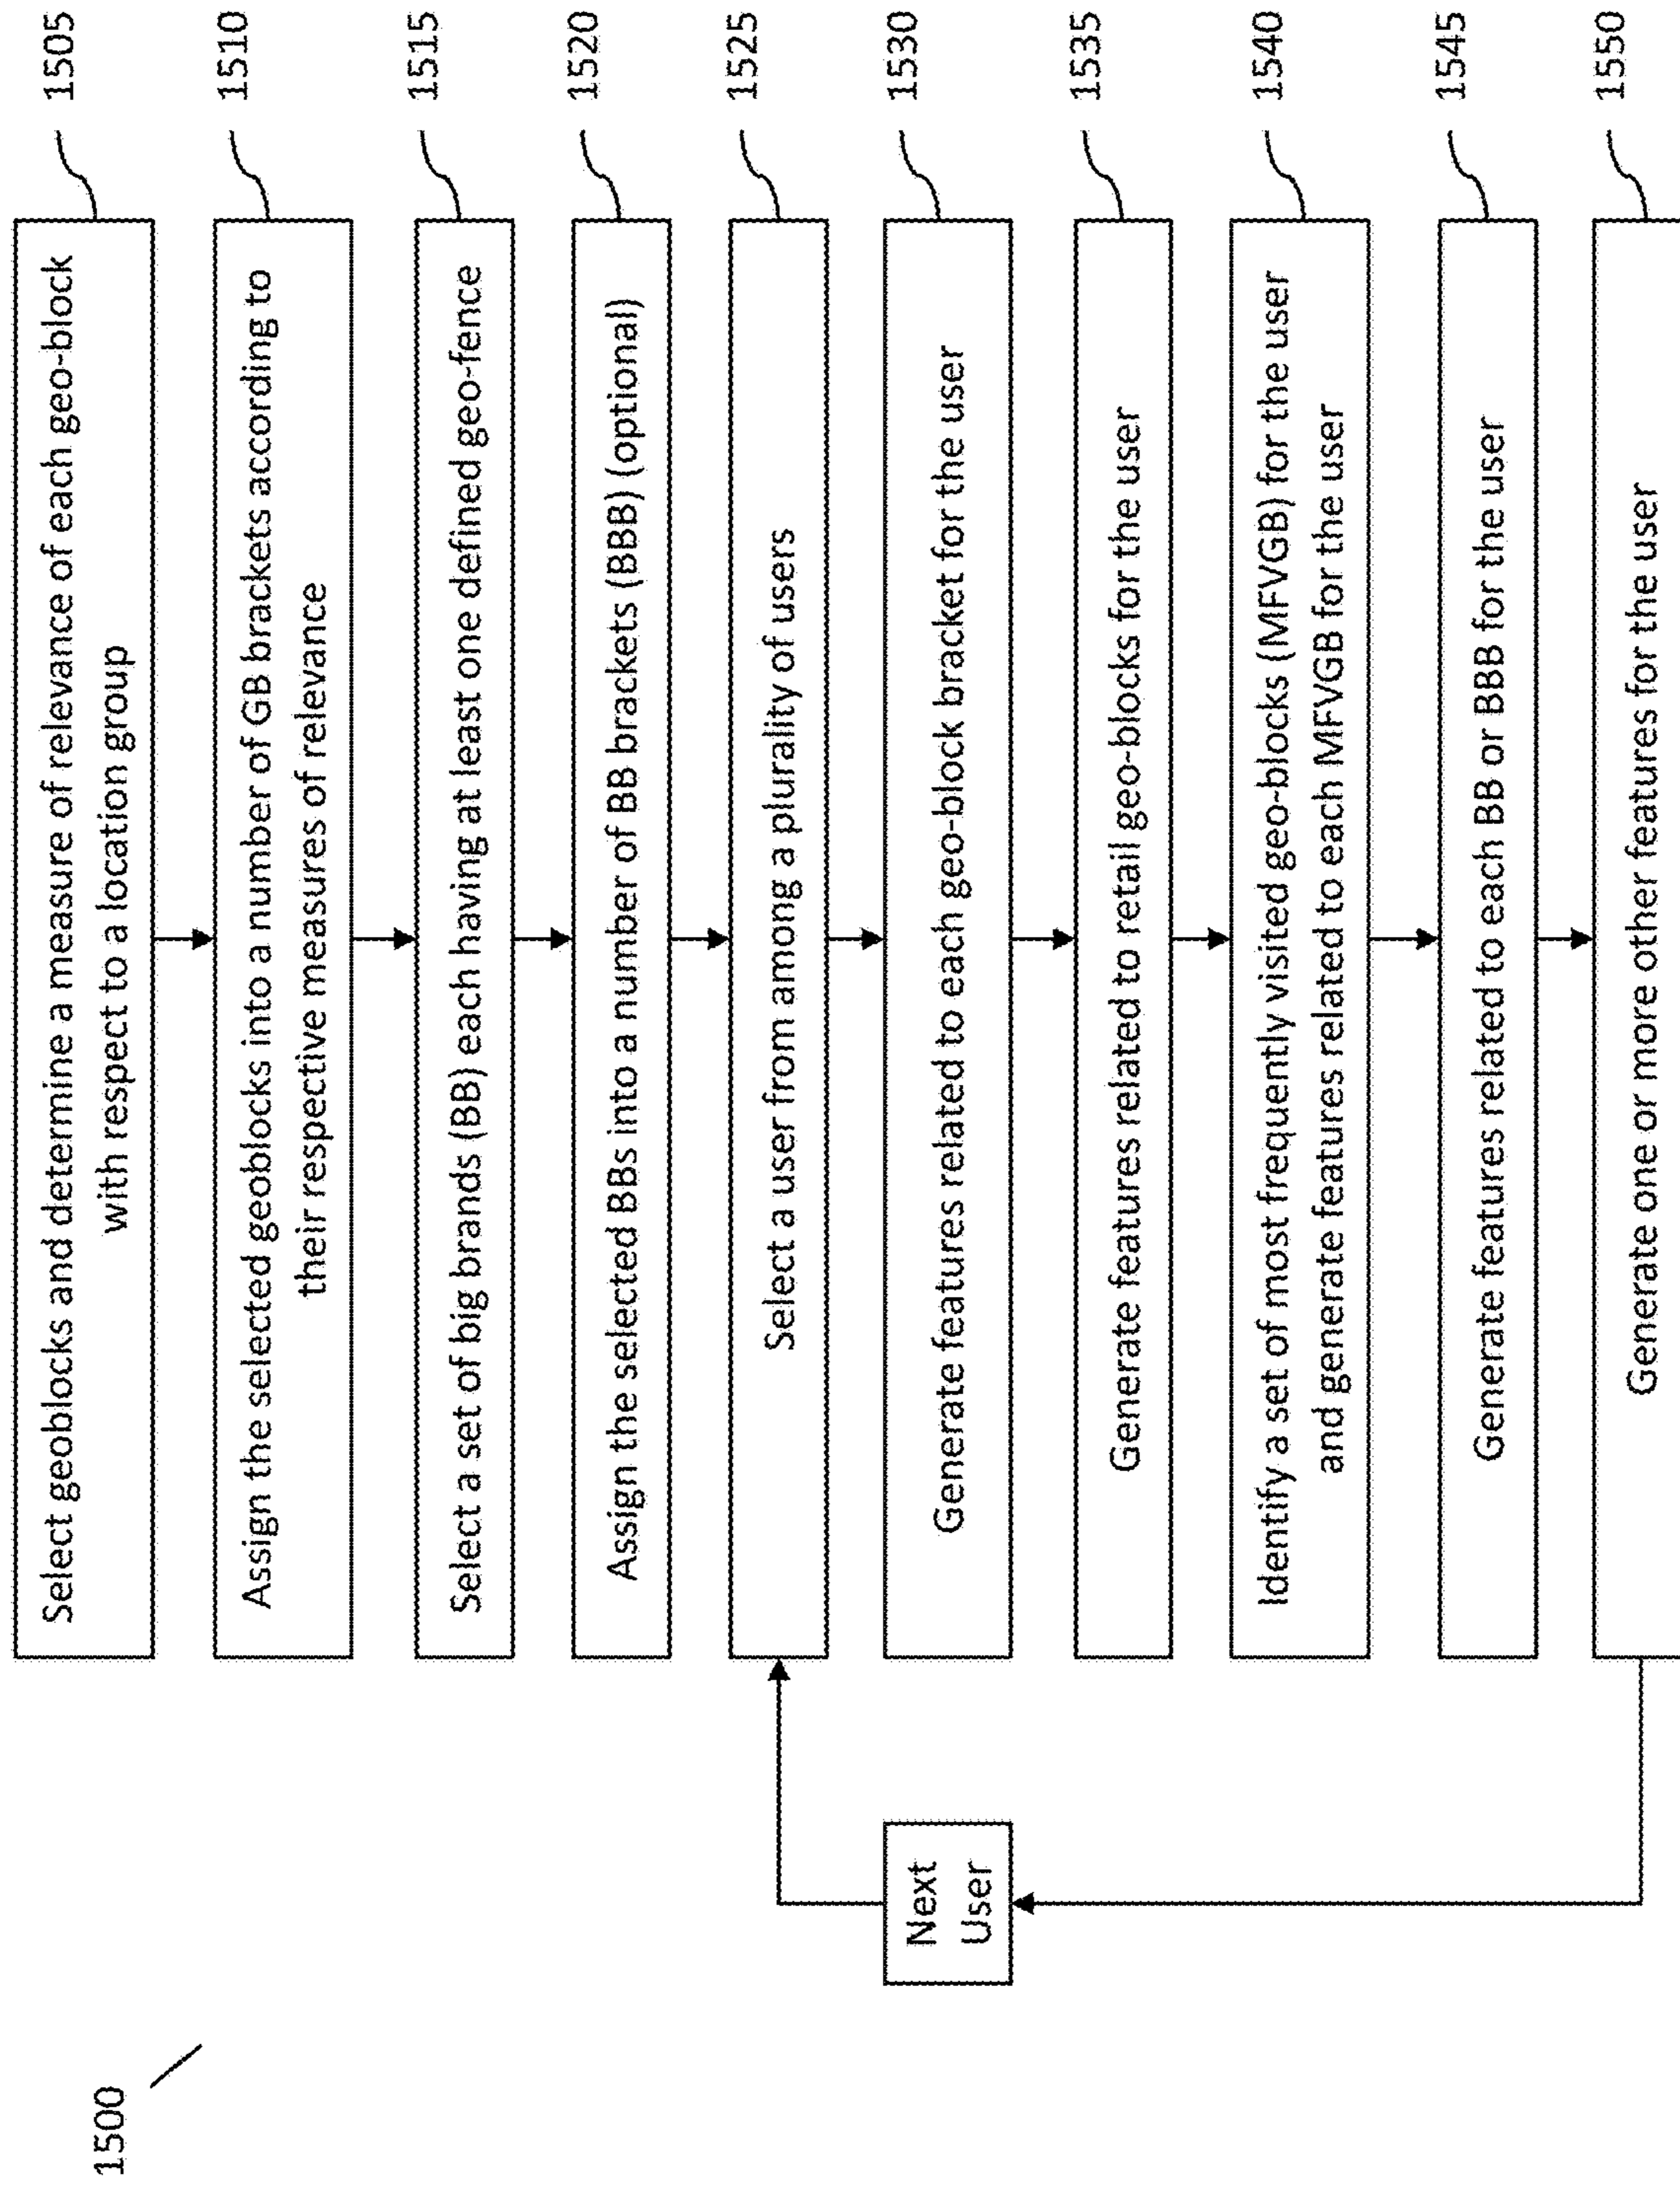 1500
Select geoblocks and determine a measure of relevance of each geo-block
with respect to a location group
1505
Assign the selected geoblocks into a number of GB brackets according to
their respective measures of relevance
1510
Select a set of big brands (BB) each having at least one defined geo-fence
1515
Assign the selected BBs into a number of BB brackets (BBB) (optional)
1520
Select a user from among a plurality of users
1525
Next
User
Generate features related to each geo-block bracket for the user
1530
Generate features related to retail geo-blocks for the user
1535
Identify a set of most frequently visited geo-blocks (MFVGB) for the user
and generate features related to each MFVGB for the user
1540
Generate features related to each BB or BBB for the user
1545
Generate one or more other features for the user
1550